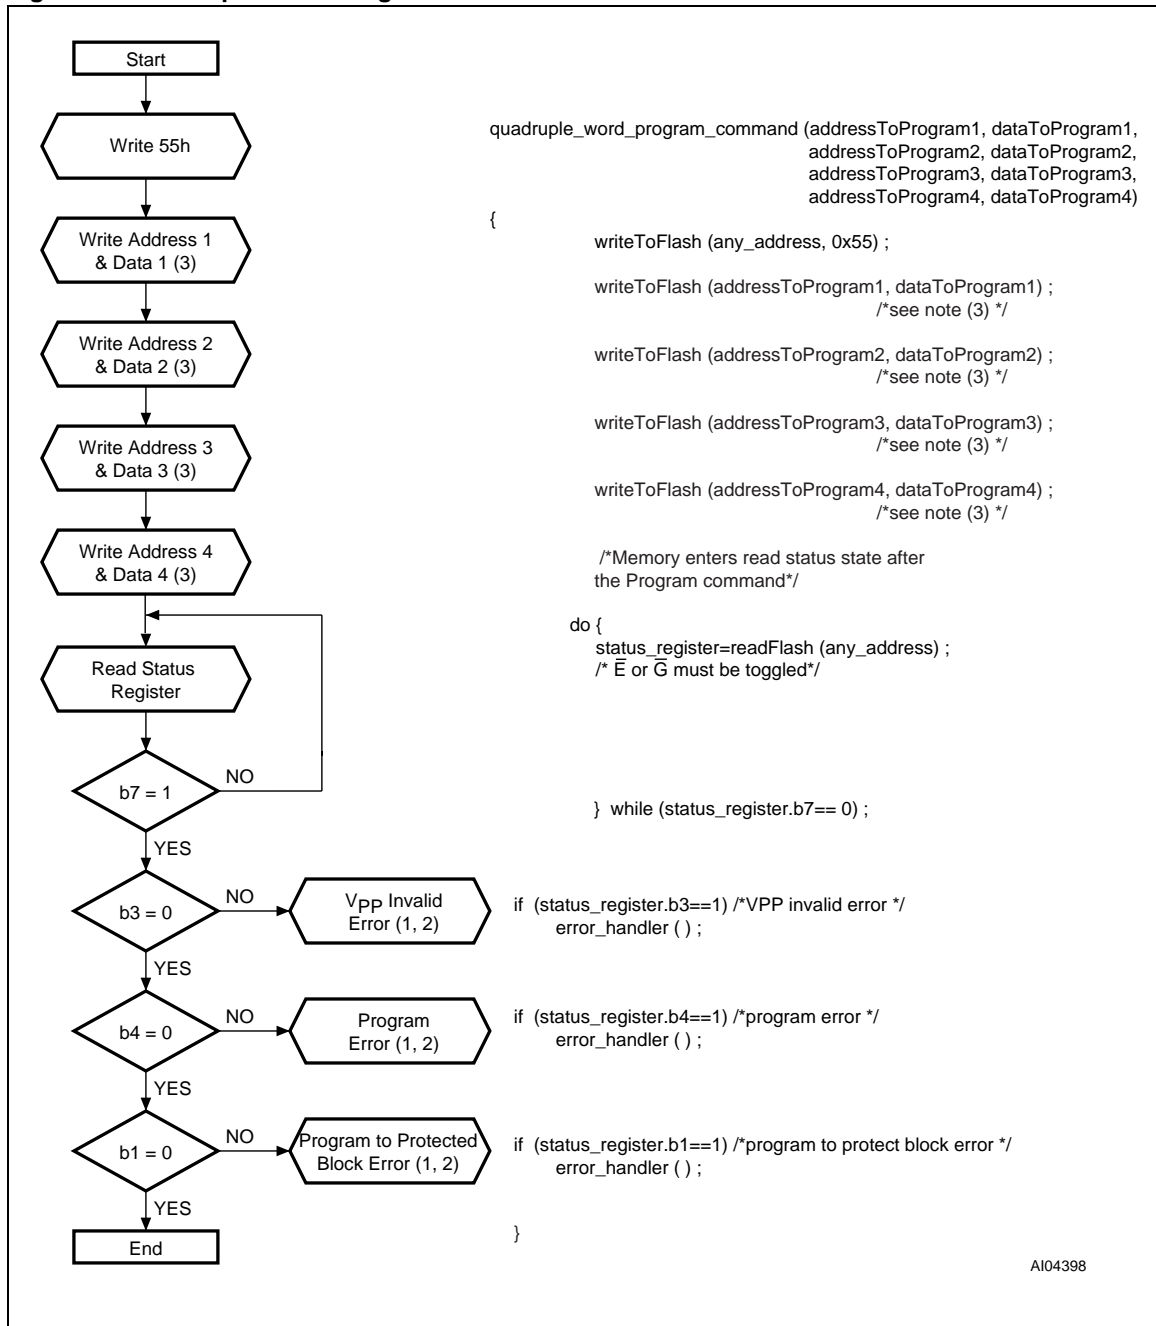 Start
Write 55h
Write Address 1
& Data 1 (3)
Write Address 2
& Data 2 (3)
Write Address 3
& Data 3 (3)
Write Address 4
& Data 4 (3)
Read Status
Register
b7 = 1
NO
YES
b3 = 0
NO
VPP Invalid
Error (1, 2)
YES
b4 = 0
NO
Program
Error (1, 2)
YES
b1 = 0
NO
Program to Protected
Block Error (1, 2)
YES
End
quadruple_word_program_command (addressToProgram1, dataToProgram1,
addressToProgram2, dataToProgram2,
addressToProgram3, dataToProgram3,
addressToProgram4, dataToProgram4)
{
writeToFlash (any_address, 0x55) ;
writeToFlash (addressToProgram1, dataToProgram1) ;
/*see note (3) */
writeToFlash (addressToProgram2, dataToProgram2) ;
/*see note (3) */
writeToFlash (addressToProgram3, dataToProgram3) ;
/*see note (3) */
writeToFlash (addressToProgram4, dataToProgram4) ;
/*see note (3) */
/*Memory enters read status state after
the Program command*/
do {
status_register=readFlash (any_address) ;
/* E̅ or G̅ must be toggled*/
} while (status_register.b7== 0) ;
if (status_register.b3==1) /*VPP invalid error */
error_handler ( ) ;
if (status_register.b4==1) /*program error */
error_handler ( ) ;
if (status_register.b1==1) /*program to protect block error */
error_handler ( ) ;
}
AI04398